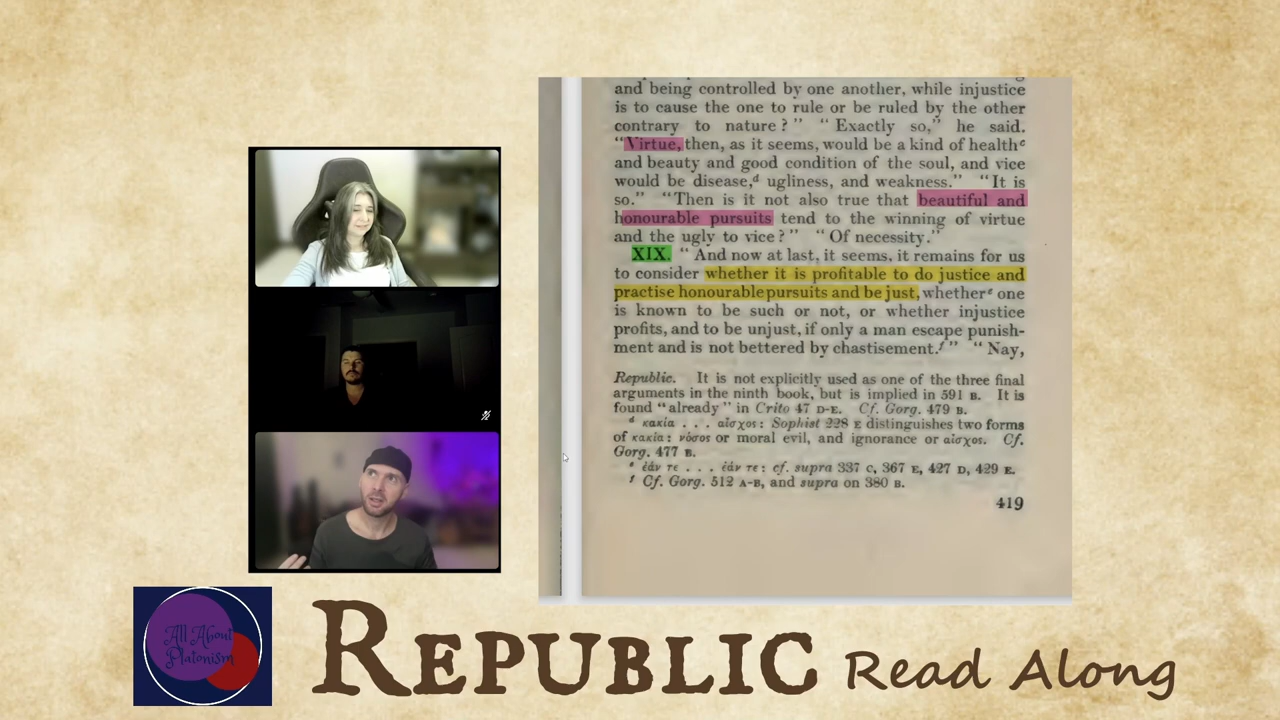 and being controlled by one another, while injustice
is to cause the one to rule or be ruled by the other
contrary to nature?” “Exactly so,” he said.
“Virtue, then, as it seems, would be a kind of healthᶜ
and beauty and good condition of the soul, and vice
would be disease,ᵈ ugliness, and weakness.” “It is
so.” “Then is it not also true that beautiful and
honourable pursuits tend to the winning of virtue
and the ugly to vice?” “Of necessity.”
XIX. “And now at last, it seems, it remains for us
to consider whether it is profitable to do justice and
practise honourable pursuits and be just, whetherᵉ one
is known to be such or not, or whether injustice
profits, and to be unjust, if only a man escape punish-
ment and is not bettered by chastisement.ᶠ” “Nay,
Republic. It is not explicitly used as one of the three final
arguments in the ninth book, but is implied in 591 B. It is
found “already” in Crito 47 D-E. Cf. Gorg. 479 B.
ᵈ κακία . . . αἶσχος: Sophist 228 E distinguishes two forms
of κακία: νόσος or moral evil, and ignorance or αἶσχος. Cf.
Gorg. 477 B.
ᵉ ἐάν τε . . . ἐάν τε: cf. supra 337 C, 367 E, 427 D, 429 E.
ᶠ Cf. Gorg. 512 A-B, and supra on 380 B.
419
All About
Platonism
REPUBLIC Read Along